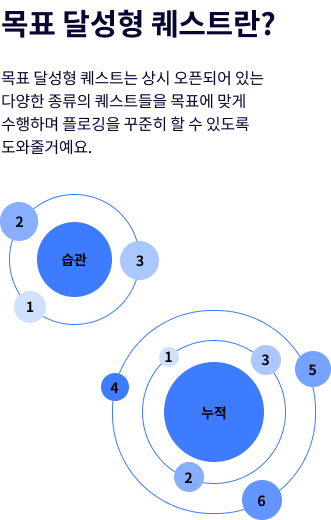 목표 달성형 퀘스트란?
목표 달성형 퀘스트는 상시 오픈되어 있는
다양한 종류의 퀘스트들을 목표에 맞게
수행하며 플로깅을 꾸준히 할 수 있도록
도와줄거예요.
2
습관
3
1
1
3
5
4
누적
2
6